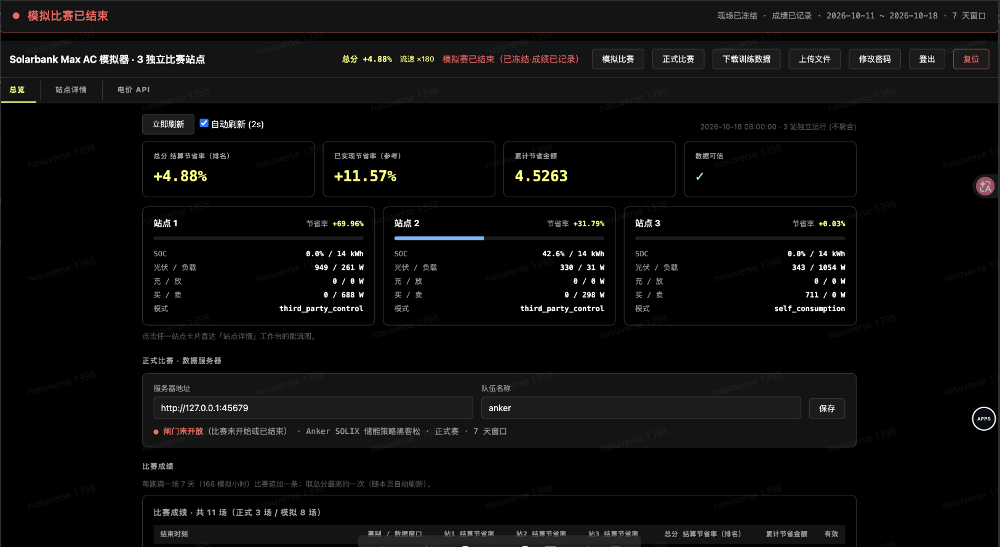 模拟比赛已结束
现场已冻结 · 成绩已记录 · 2026-10-11 ~ 2026-10-18 · 7 天窗口
Solarbank Max AC 模拟器 · 3 独立比赛站点
总分 +4.88% 流速 ×180 模拟赛已结束（已冻结·成绩已记录）
模拟比赛 正式比赛 下载训练数据 上传文件 修改密码 登出 复位
总览 站点详情 电价 API
立即刷新 自动刷新 (2s)
2026-10-18 08:00:00 · 3 站独立运行 (不聚合)
总分 结算节省率（排名）
+4.88%
已实现节省率（参考）
+11.57%
累计节省金额
4.5263
数据可信
✓
站点 1 节省率 +69.96%
SOC 0.0% / 14 kWh
光伏 / 负载 949 / 261 W
充 / 放 0 / 0 W
买 / 卖 0 / 688 W
模式 third_party_control
站点 2 节省率 +31.79%
SOC 42.6% / 14 kWh
光伏 / 负载 330 / 31 W
充 / 放 0 / 0 W
买 / 卖 0 / 298 W
模式 third_party_control
站点 3 节省率 +0.03%
SOC 0.0% / 14 kWh
光伏 / 负载 343 / 1054 W
充 / 放 0 / 0 W
买 / 卖 711 / 0 W
模式 self_consumption
点击任一站点卡片直达「站点详情」工作台的能流图。
正式比赛 · 数据服务器
服务器地址 队伍名称
http://127.0.0.1:45679 anker 保存
闸门未开放（比赛未开始或已结束） · Anker SOLIX 储能策略黑客松 · 正式赛 · 7 天窗口
APPS
比赛成绩
每跑满一场 7 天（168 模拟小时）比赛追加一条；取总分最高的一次（随本页自动刷新）。
比赛成绩 · 共 11 场（正式 3 场 / 模拟 8 场）
结束时刻 赛制 / 数据窗口 站1 结算节省率 站2 结算节省率 站3 结算节省率 总分 结算节省率（排名） 累计节省金额 有效
nasuverse 1398